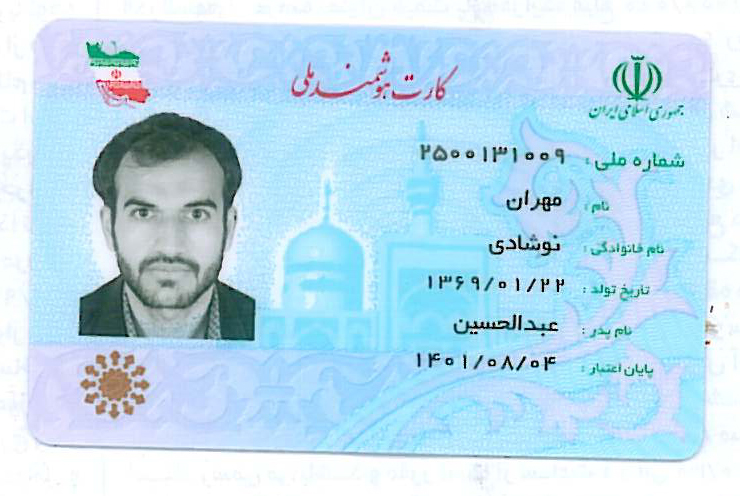 کارت هوشمند ملی
جمهوری اسلامی ایران
شماره ملی: ۲۵۰۰۱۳۱۰۰۹
نام: مهران
نام خانوادگی: نوشادی
تاریخ تولد: ۱۳۶۹/۰۱/۲۲
نام پدر: عبدالحسین
پایان اعتبار: ۱۴۰۱/۰۸/۰۴